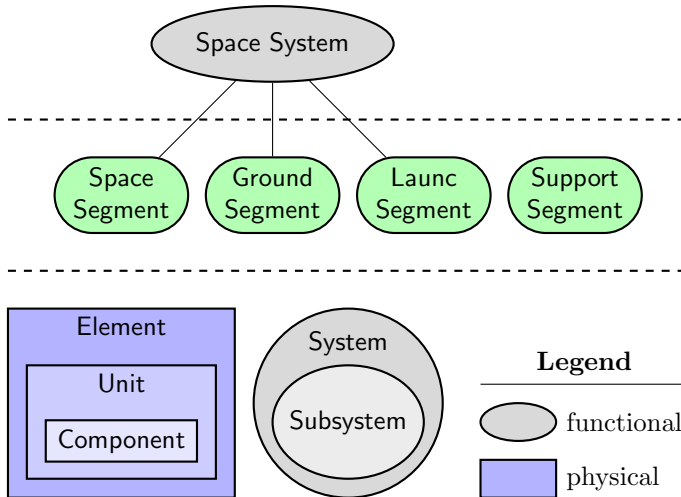 Space System
Space
Segment
Ground
Segment
Launc
Segment
Support
Segment
Element
Unit
Component
System
Subsystem
Legend
functional
physical